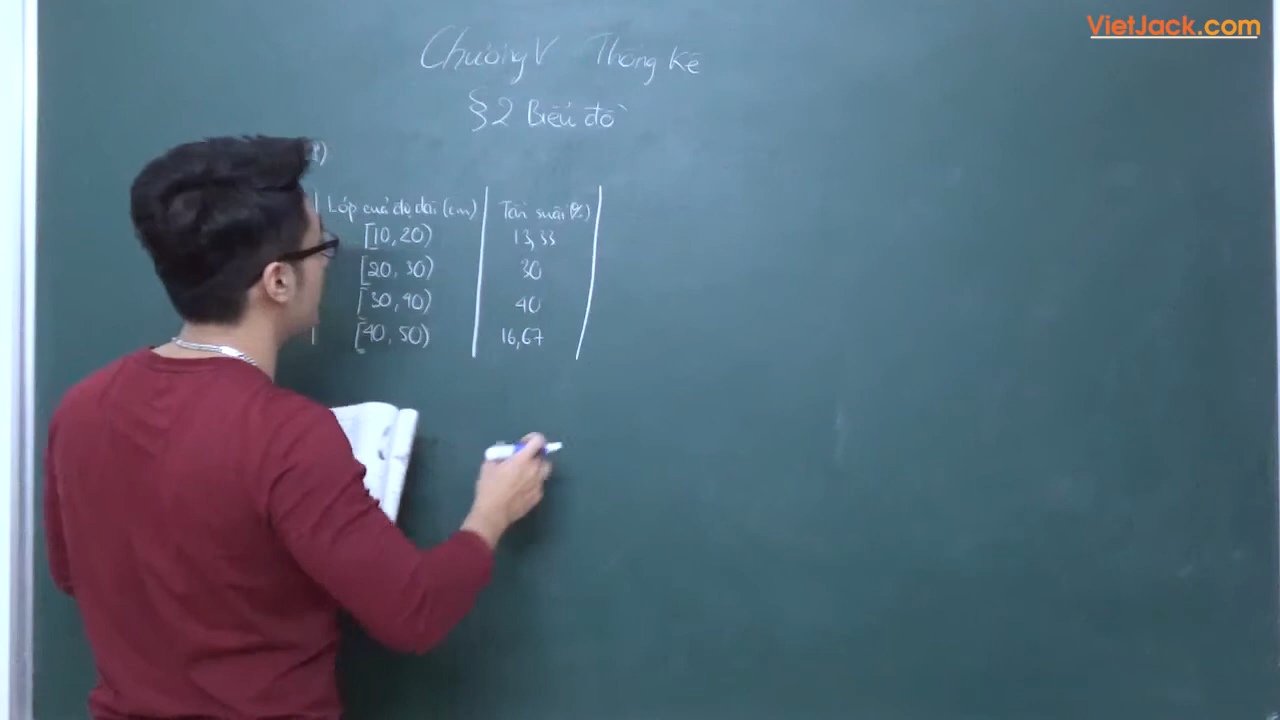 VietJack.com
Chương V Thống Kê
§2 Biểu đồ
Lớp của độ dài (cm) Tần suất (%)
[10, 20) 13,33
[20, 30) 30
[30, 40) 40
[40, 50) 16,67